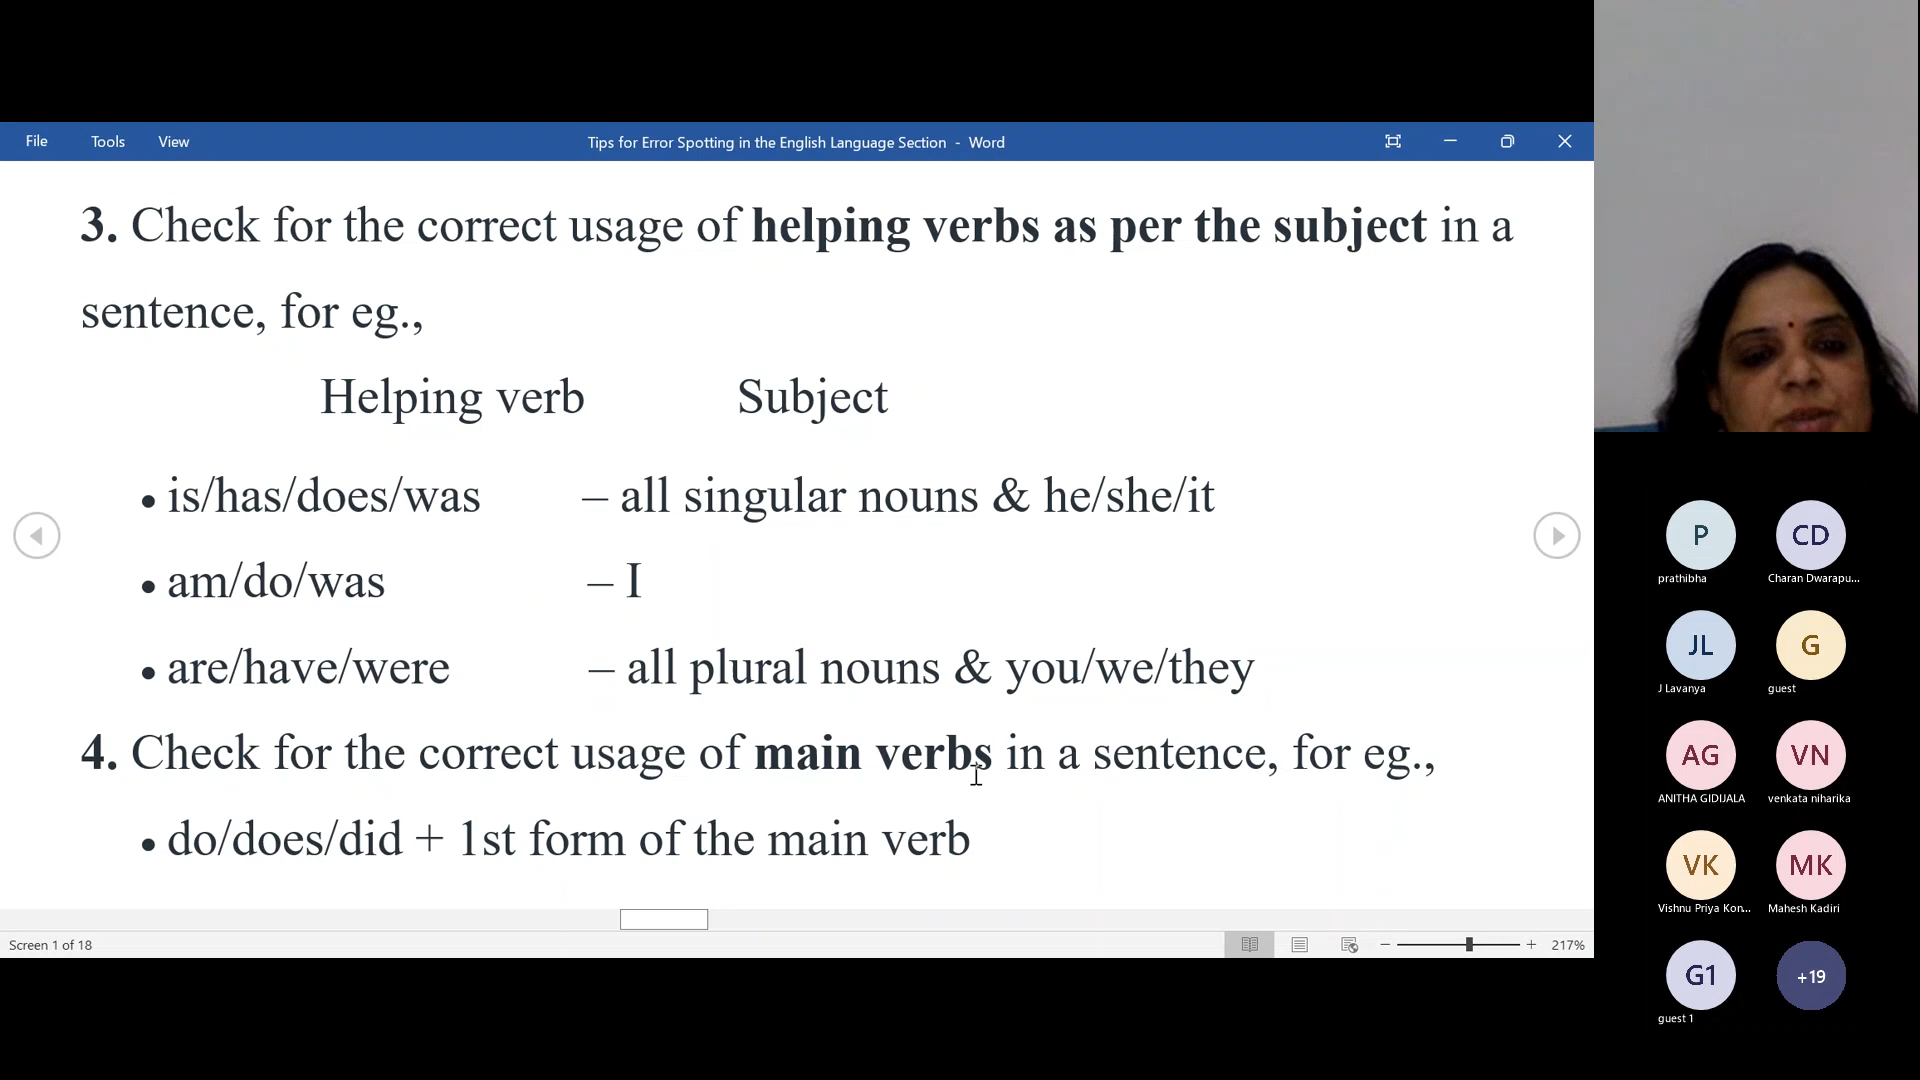 File Tools View Tips for Error Spotting in the English Language Section - Word
3. Check for the correct usage of helping verbs as per the subject in a
sentence, for eg.,
Helping verb Subject
• is/has/does/was – all singular nouns & he/she/it
• am/do/was – I
• are/have/were – all plural nouns & you/we/they
4. Check for the correct usage of main verbs in a sentence, for eg.,
• do/does/did + 1st form of the main verb
Screen 1 of 18 217%
P CD
prathibha Charan Dwarapu...
JL G
J Lavanya guest
AG VN
ANITHA GIDIJALA venkata niharika
VK MK
Vishnu Priya Kon... Mahesh Kadiri
G1 +19
guest 1